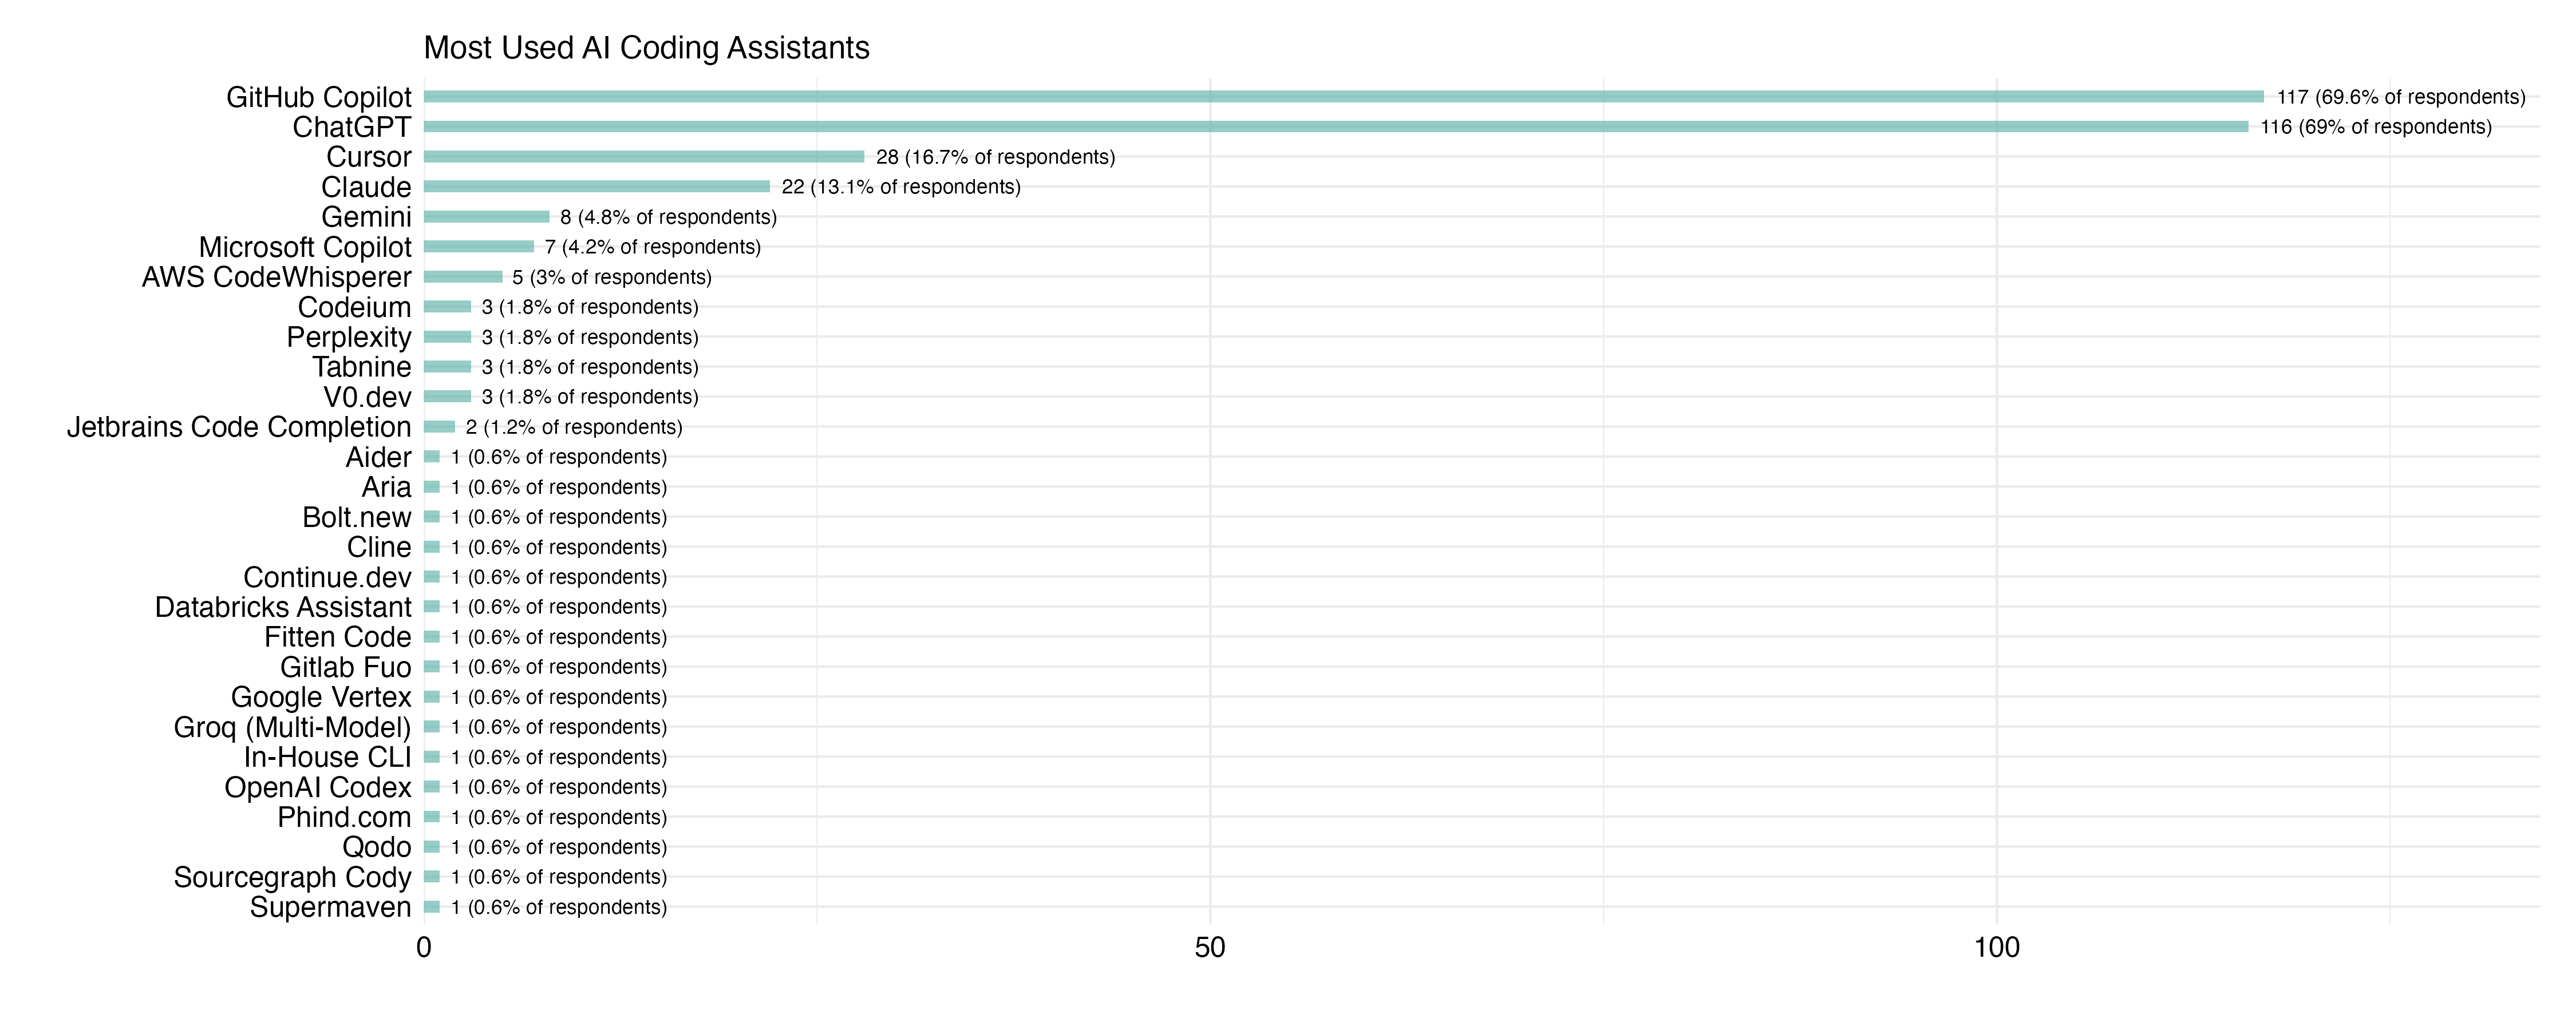 Most Used AI Coding Assistants
GitHub Copilot 117 (69.6% of respondents)
ChatGPT 116 (69% of respondents)
Cursor 28 (16.7% of respondents)
Claude 22 (13.1% of respondents)
Gemini 8 (4.8% of respondents)
Microsoft Copilot 7 (4.2% of respondents)
AWS CodeWhisperer 5 (3% of respondents)
Codeium 3 (1.8% of respondents)
Perplexity 3 (1.8% of respondents)
Tabnine 3 (1.8% of respondents)
V0.dev 3 (1.8% of respondents)
Jetbrains Code Completion 2 (1.2% of respondents)
Aider 1 (0.6% of respondents)
Aria 1 (0.6% of respondents)
Bolt.new 1 (0.6% of respondents)
Cline 1 (0.6% of respondents)
Continue.dev 1 (0.6% of respondents)
Databricks Assistant 1 (0.6% of respondents)
Fitten Code 1 (0.6% of respondents)
Gitlab Fuo 1 (0.6% of respondents)
Google Vertex 1 (0.6% of respondents)
Groq (Multi-Model) 1 (0.6% of respondents)
In-House CLI 1 (0.6% of respondents)
OpenAI Codex 1 (0.6% of respondents)
Phind.com 1 (0.6% of respondents)
Qodo 1 (0.6% of respondents)
Sourcegraph Cody 1 (0.6% of respondents)
Supermaven 1 (0.6% of respondents)
0 50 100